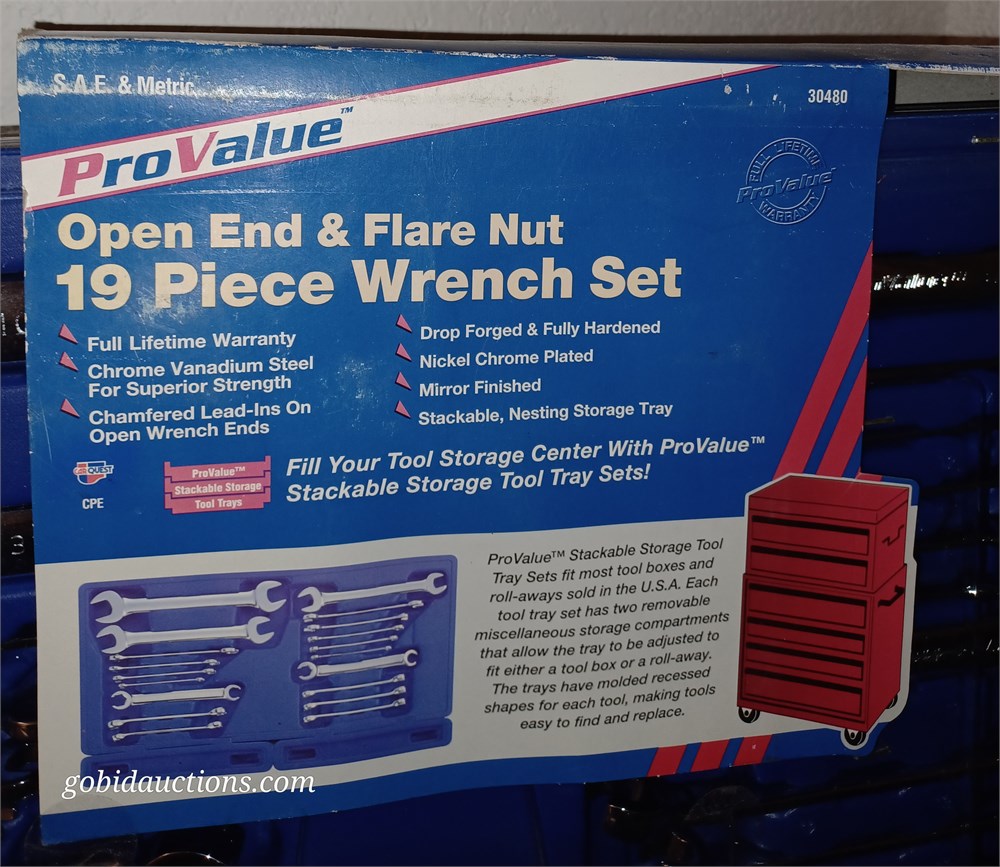 S.A.E. & Metric
30480
ProValue™
FULL LIFETIME
ProValue
WARRANTY
Open End & Flare Nut
19 Piece Wrench Set
Full Lifetime Warranty
Chrome Vanadium Steel
For Superior Strength
Chamfered Lead-Ins On
Open Wrench Ends
Drop Forged & Fully Hardened
Nickel Chrome Plated
Mirror Finished
Stackable, Nesting Storage Tray
QUEST
CPE
ProValue™
Stackable Storage
Tool Trays
Fill Your Tool Storage Center With ProValue™
Stackable Storage Tool Tray Sets!
ProValue™ Stackable Storage Tool
Tray Sets fit most tool boxes and
roll-aways sold in the U.S.A. Each
tool tray set has two removable
miscellaneous storage compartments
that allow the tray to be adjusted to
fit either a tool box or a roll-away.
The trays have molded recessed
shapes for each tool, making tools
easy to find and replace.
gobidauctions.com